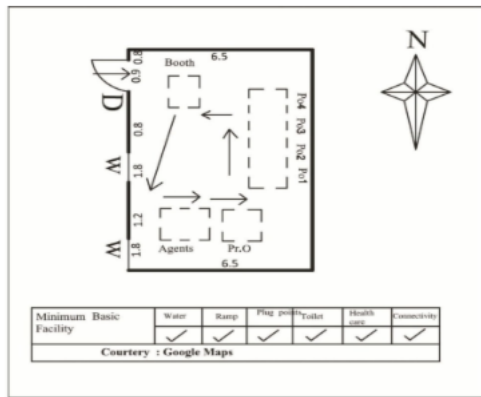 N
6.5
0.8
0.9
D
0.8
W
1.8
1.2
W
1.8
Booth
Po4
Po3
Po2
Po1
Agents
Pr.O
6.5
Minimum Basic Facility
Water
Ramp
Plug points
Toilet
Health care
Connectivity
Courtery : Google Maps